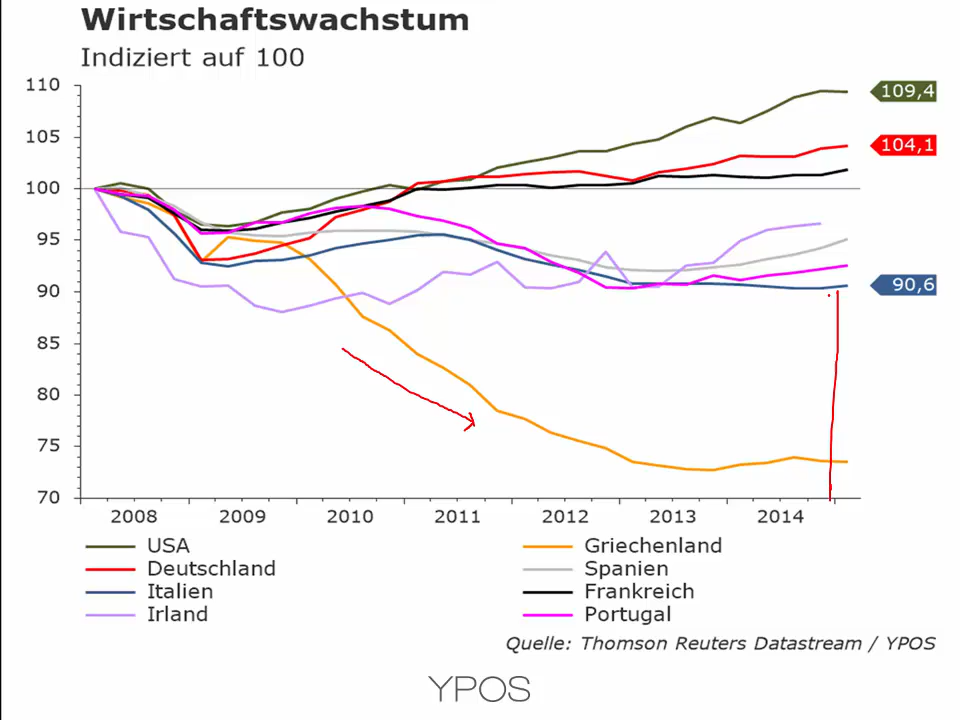 Wirtschaftswachstum
Indiziert auf 100
110
105
100
95
90
85
80
75
70
109,4
104,1
90,6
2008 2009 2010 2011 2012 2013 2014
USA Griechenland
Deutschland Spanien
Italien Frankreich
Irland Portugal
Quelle: Thomson Reuters Datastream / YPOS
YPOS